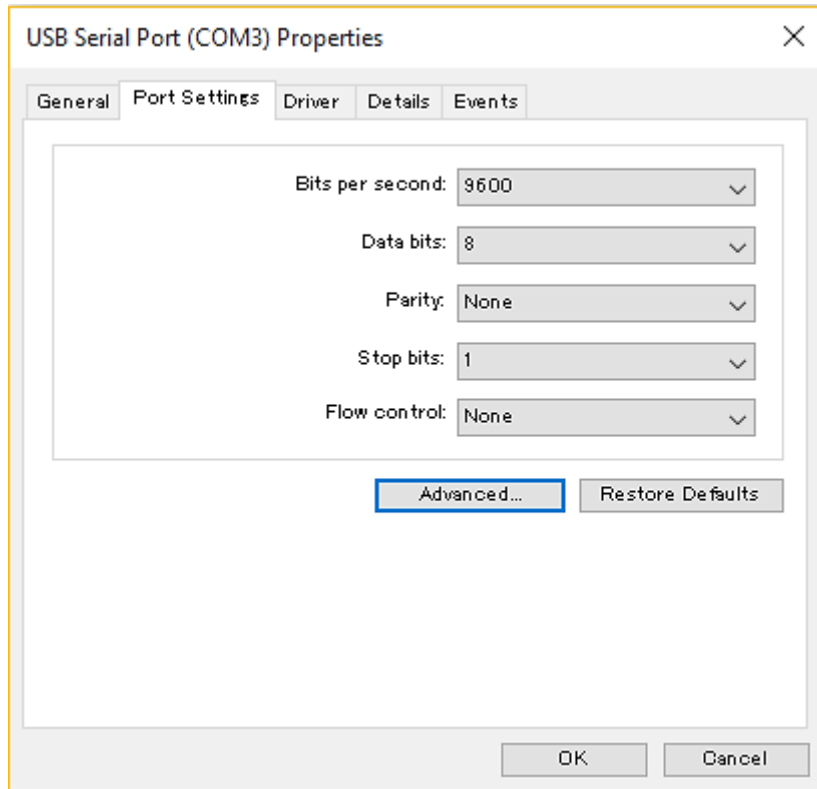 USB Serial Port (COM3) Properties
General Port Settings Driver Details Events
Bits per second: 9600
Data bits: 8
Parity: None
Stop bits: 1
Flow control: None
Advanced... Restore Defaults
OK Cancel